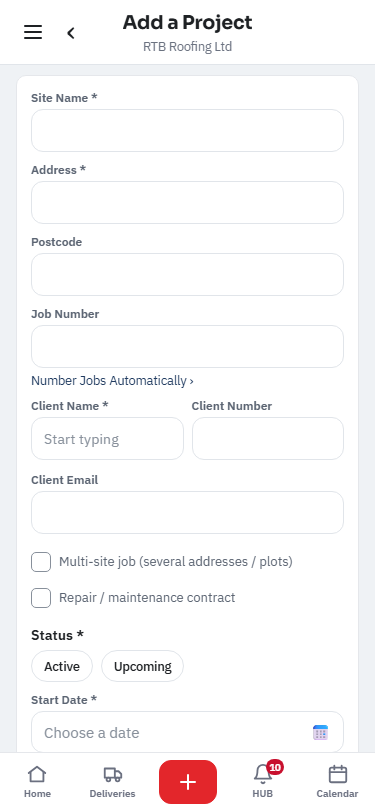 Add a Project
RTB Roofing Ltd
Site Name *
Address *
Postcode
Job Number
Number Jobs Automatically ›
Client Name * Client Number
Start typing
Client Email
Multi-site job (several addresses / plots)
Repair / maintenance contract
Status *
Active Upcoming
Start Date *
Choose a date
10
Home Deliveries HUB Calendar